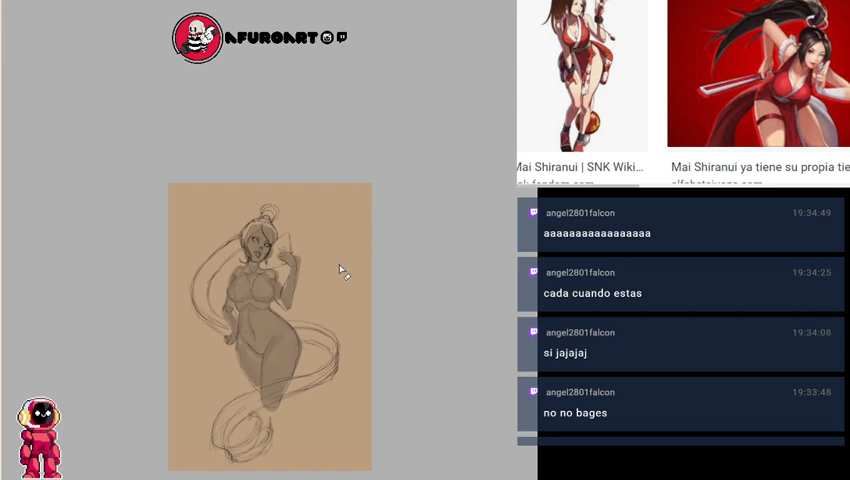 AFUROART
Mai Shiranui | SNK Wiki...
Mai Shiranui ya tiene su propia tie
angel2801falcon 19:34:49
aaaaaaaaaaaaaaaaa
angel2801falcon 19:34:25
cada cuando estas
angel2801falcon 19:34:08
si jajajaj
angel2801falcon 19:33:48
no no bages